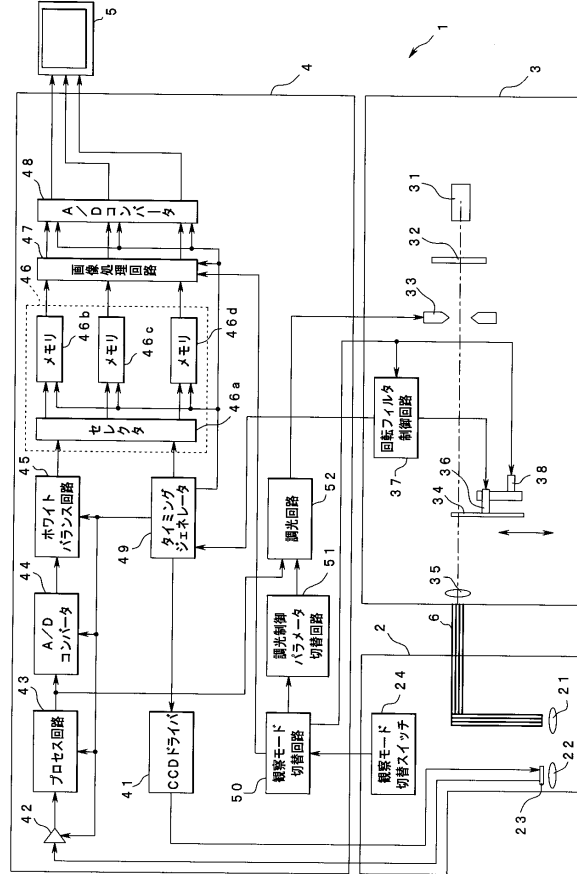 1
5
4
3
2
48
A/Dコンバータ
47
画像処理回路
46
メモリ
46b
メモリ
46c
メモリ
46d
セレクタ
46a
45
ホワイト
バランス回路
44
A/D
コンバータ
43
プロセス回路
42
49
タイミング
ジェネレータ
41
CCDドライバ
52
調光回路
51
調光制御
パラメータ
切替回路
50
観察モード
切替回路
24
観察モード
切替スイッチ
31
32
33
回転フィルタ
制御回路
37
36
34
38
35
6
21
22
23